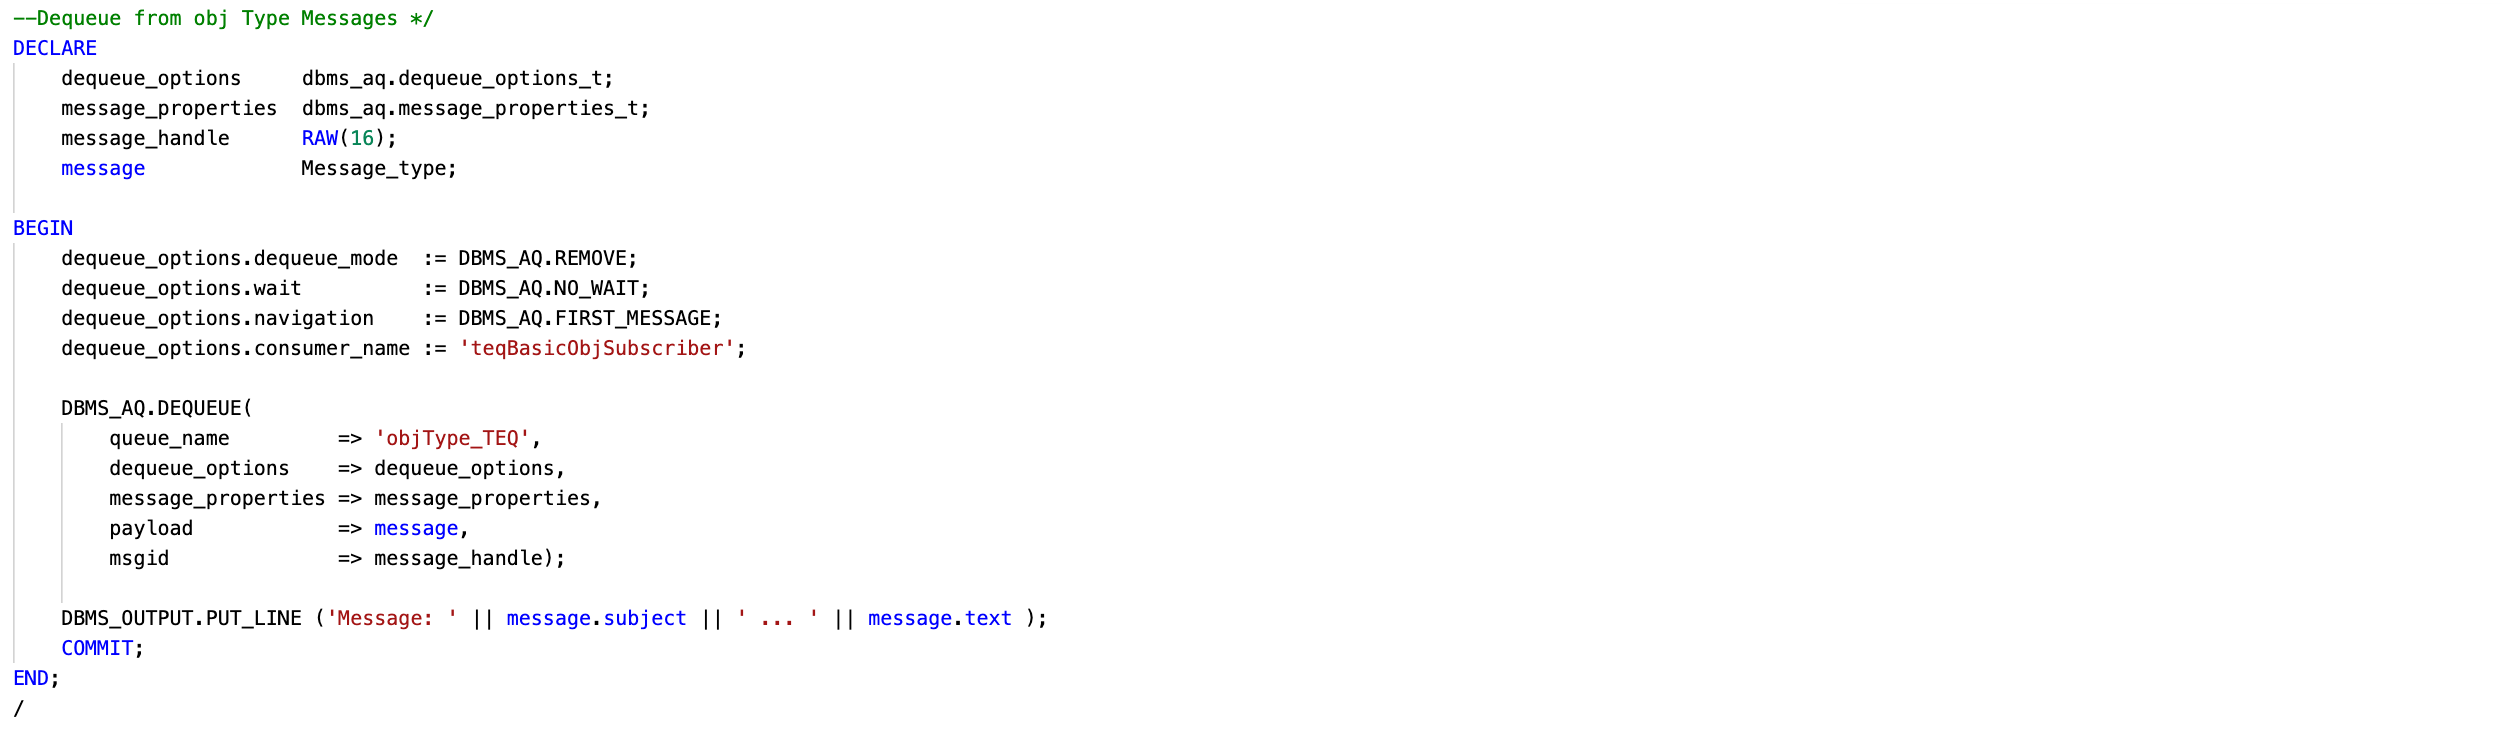 --Dequeue from obj Type Messages */
DECLARE
    dequeue_options     dbms_aq.dequeue_options_t;
    message_properties  dbms_aq.message_properties_t;
    message_handle      RAW(16);
    message             Message_type;

BEGIN
    dequeue_options.dequeue_mode  := DBMS_AQ.REMOVE;
    dequeue_options.wait          := DBMS_AQ.NO_WAIT;
    dequeue_options.navigation    := DBMS_AQ.FIRST_MESSAGE;
    dequeue_options.consumer_name := 'teqBasicObjSubscriber';

    DBMS_AQ.DEQUEUE(
        queue_name         => 'objType_TEQ',
        dequeue_options    => dequeue_options,
        message_properties => message_properties,
        payload            => message,
        msgid              => message_handle);

    DBMS_OUTPUT.PUT_LINE ('Message: ' || message.subject || ' ... ' || message.text );
    COMMIT;
END;
/